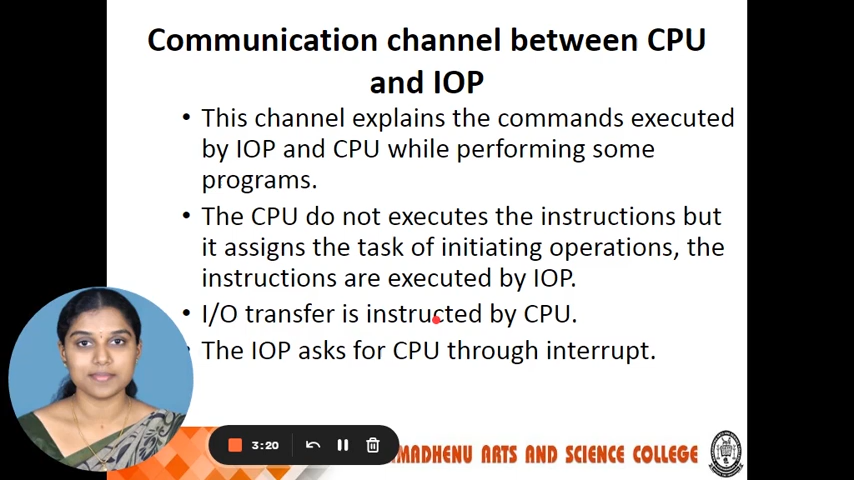 Communication channel between CPU
and IOP
• This channel explains the commands executed
by IOP and CPU while performing some
programs.
• The CPU do not executes the instructions but
it assigns the task of initiating operations, the
instructions are executed by IOP.
• I/O transfer is instructed by CPU.
• The IOP asks for CPU through interrupt.
3:20
AMADHENU ARTS AND SCIENCE COLLEGE